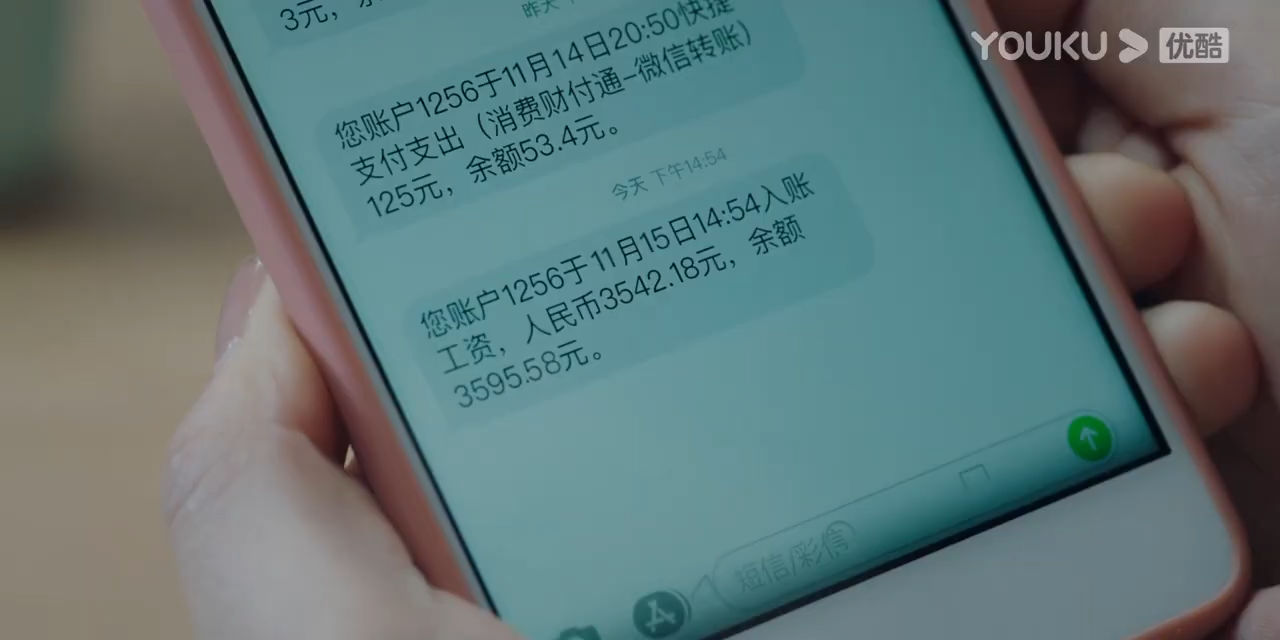 YOUKU 优酷
3元，
昨天
您账户1256于11月14日20:50快捷
支付支出（消费财付通-微信转账）
125元，余额53.4元。
今天 下午14:54
您账户1256于11月15日14:54入账
工资，人民币3542.18元，余额
3595.58元。
短信/彩信